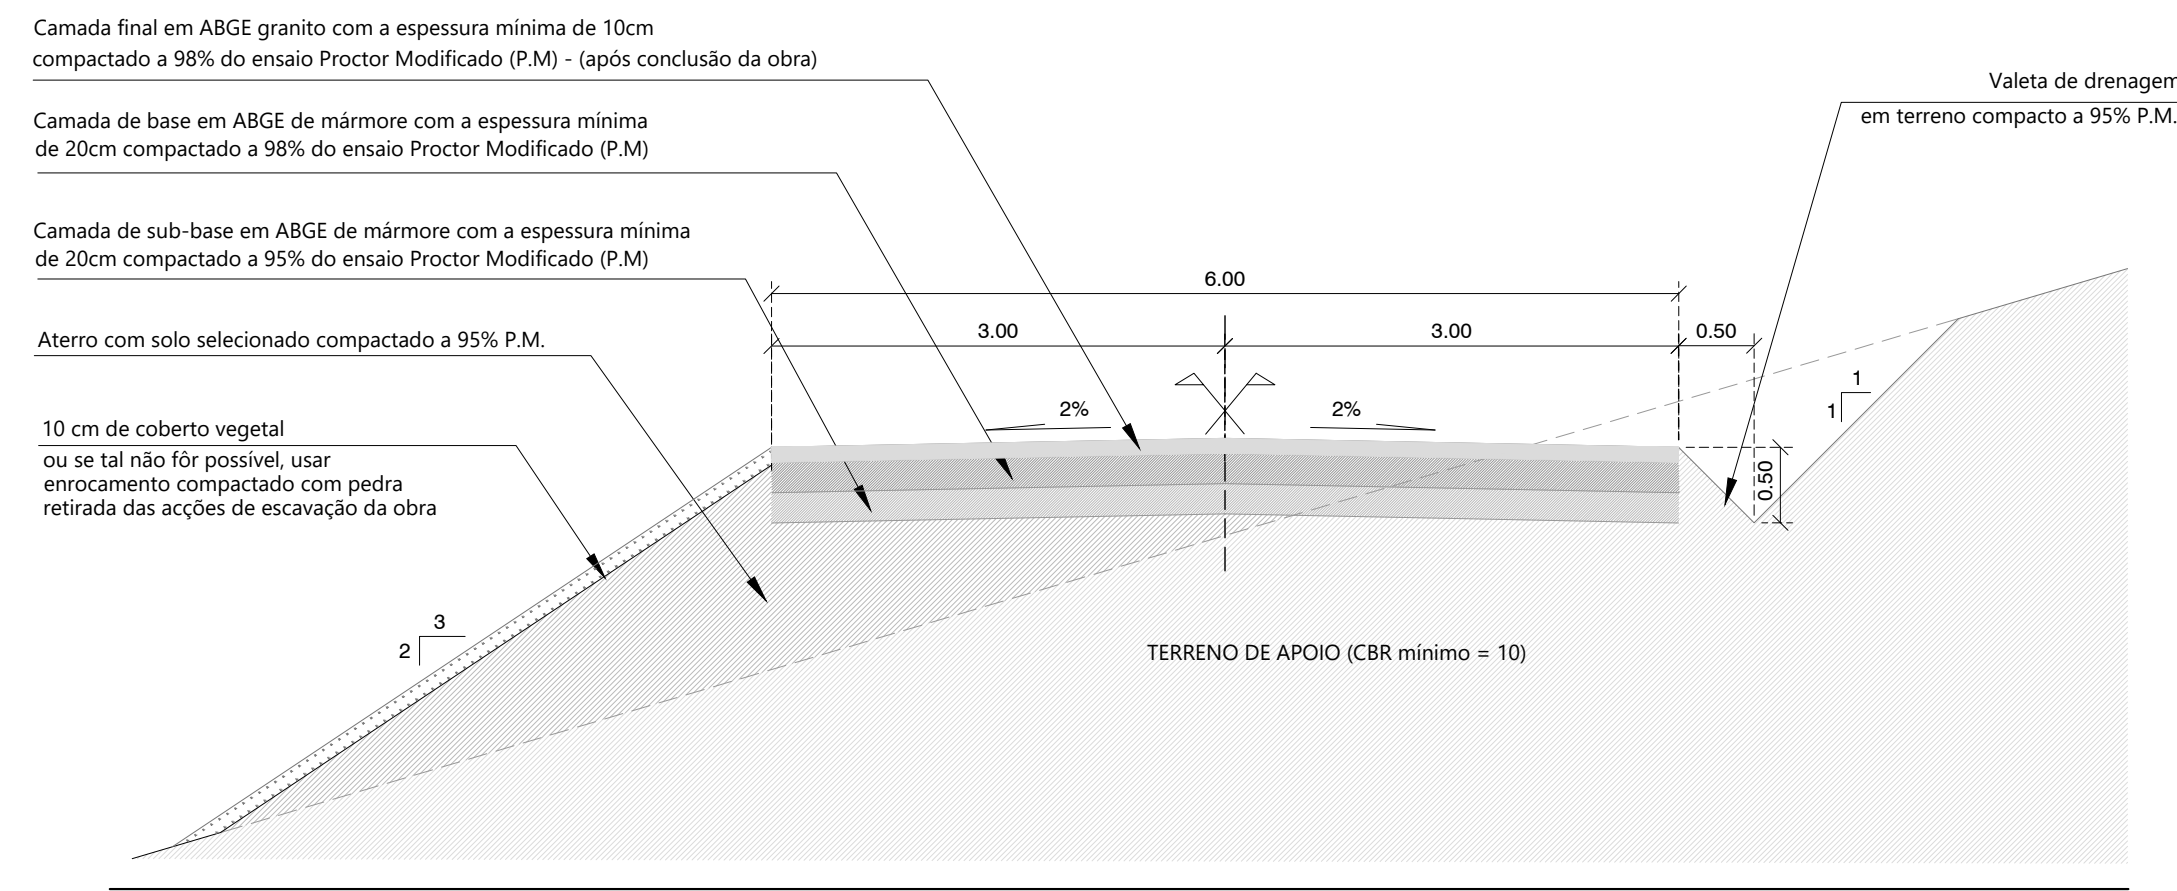 Camada final em ABGE granito com a espessura mínima de 10cm
compactado a 98% do ensaio Proctor Modificado (P.M) - (após conclusão da obra)
Valeta de drenagem
em terreno compacto a 95% P.M.
Camada de base em ABGE de mármore com a espessura mínima
de 20cm compactado a 98% do ensaio Proctor Modificado (P.M)
Camada de sub-base em ABGE de mármore com a espessura mínima
de 20cm compactado a 95% do ensaio Proctor Modificado (P.M)
6.00
3.00
3.00
0.50
Aterro com solo selecionado compactado a 95% P.M.
1
1
2%
2%
10 cm de coberto vegetal
ou se tal não fôr possível, usar
enrocamento compactado com pedra
retirada das acções de escavação da obra
0.50
3
2
TERRENO DE APOIO (CBR mínimo = 10)